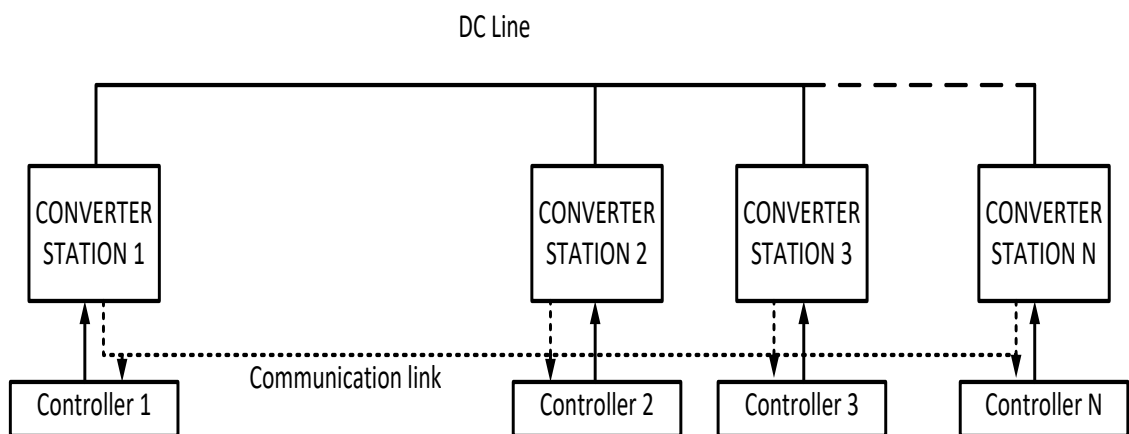 DC Line
CONVERTER
STATION 1
CONVERTER
STATION 2
CONVERTER
STATION 3
CONVERTER
STATION N
Communication link
Controller 1
Controller 2
Controller 3
Controller N